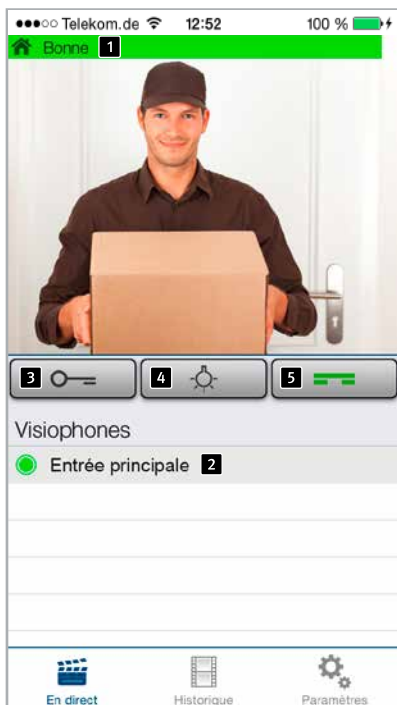 ●●●○○ Telekom.de 12:52 100 %
Bonne 1
3 4 5
Visiophones
Entrée principale 2
En direct Historique Paramètres